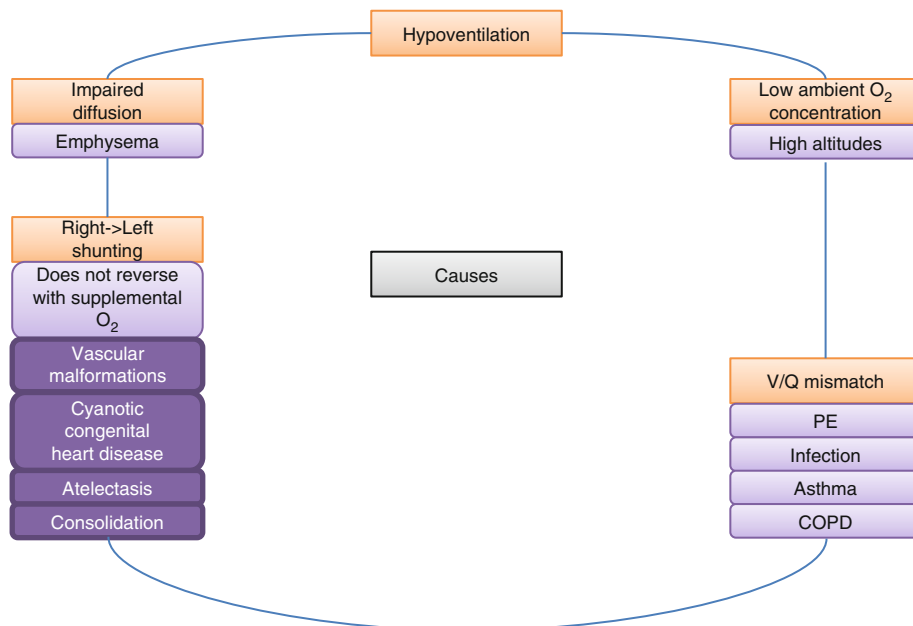 Hypoventilation
Impaired
diffusion
Emphysema
Low ambient O₂
concentration
High altitudes
Right->Left
shunting
Does not reverse
with supplemental
O₂
Vascular
malformations
Cyanotic
congenital
heart disease
Atelectasis
Consolidation
Causes
V/Q mismatch
PE
Infection
Asthma
COPD